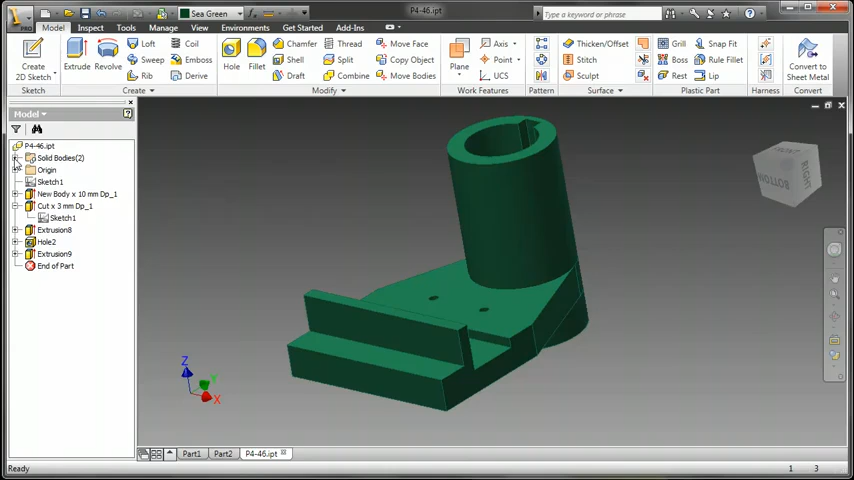 PRO
Sea Green
P4-46.ipt
Type a keyword or phrase
Model Inspect Tools Manage View Environments Get Started Add-Ins
Create
2D Sketch
Extrude
Revolve
Loft
Sweep
Rib
Coil
Emboss
Derive
Hole
Fillet
Chamfer
Shell
Draft
Thread
Split
Combine
Move Face
Copy Object
Move Bodies
Plane
Axis
Point
UCS
Thicken/Offset
Stitch
Sculpt
Grill
Boss
Rest
Snap Fit
Rule Fillet
Lip
Convert to
Sheet Metal
Sketch Create Modify Work Features Pattern Surface Plastic Part Harness Convert
Model
P4-46.ipt
Solid Bodies(2)
Origin
Sketch1
New Body x 10 mm Dp_1
Cut x 3 mm Dp_1
Sketch1
Extrusion8
Hole2
Extrusion9
End of Part
BOTTOM
RIGHT
Z
Y
X
Part1 Part2 P4-46.ipt
Ready
1 3